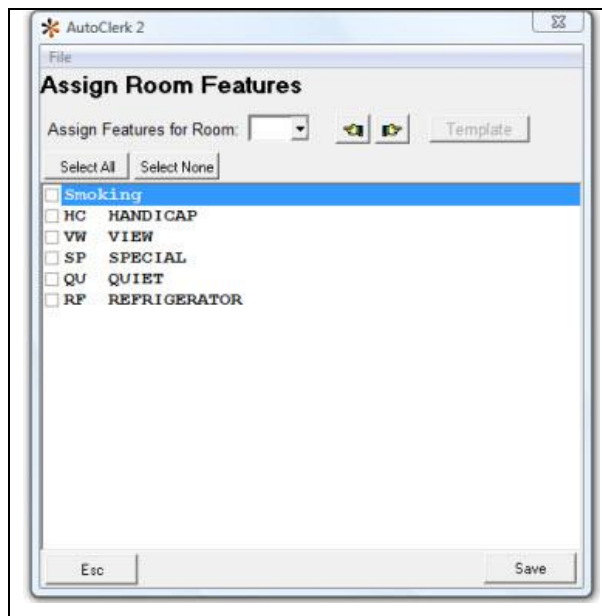 AutoClerk 2
File
Assign Room Features
Assign Features for Room: Template
Select All Select None
Smoking
HC HANDICAP
VW VIEW
SP SPECIAL
QU QUIET
RF REFRIGERATOR
Esc Save